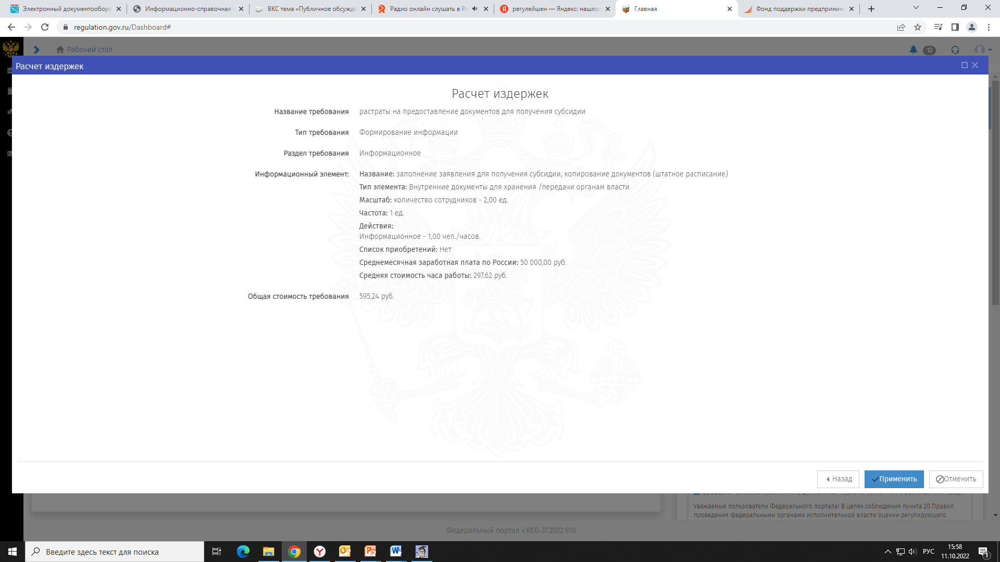 Электронный документооборо
Информационно-справочная
ВКС тема «Публичное обсужде
Радио онлайн слушать в Ра
регулейшен — Яндекс: нашлос
Главная
Фонд поддержки предприним
regulation.gov.ru/Dashboard#
Рабочий стол
12
Расчет издержек
Расчет издержек
Название требования растраты на предоставление документов для получения субсидии
Тип требования Формирование информации
Раздел требования Информационное
Информационный элемент: Название: заполнение заявления для получения субсидии, копирование документов (штатное расписание)
Тип элемента: Внутренние документы для хранения /передачи органам власти
Масштаб: количество сотрудников - 2,00 ед.
Частота: 1 ед.
Действия:
Информационное - 1,00 чел./часов.
Список приобретений: Нет
Среднемесячная заработная плата по России: 50 000,00 руб.
Средняя стоимость часа работы: 297,62 руб.
Общая стоимость требования 595,24 руб.
Назад Применить Отменить
Уважаемые пользователи Федерального портала! В целях соблюдения пункта 20 Правил
проведения федеральными органами исполнительной власти оценки регулирующего
Федеральный портал v.REG-37.2022.9.16
Введите здесь текст для поиска
РУС
15:58
11.10.2022
1